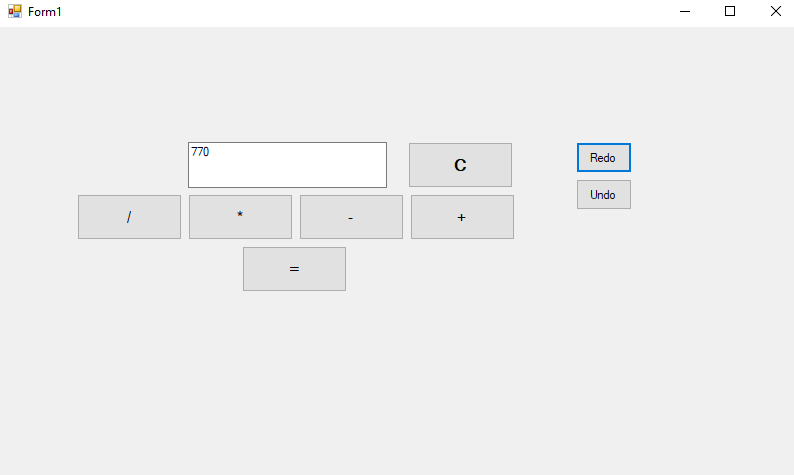 Form1
770
C
Redo
Undo
/ * - +
=